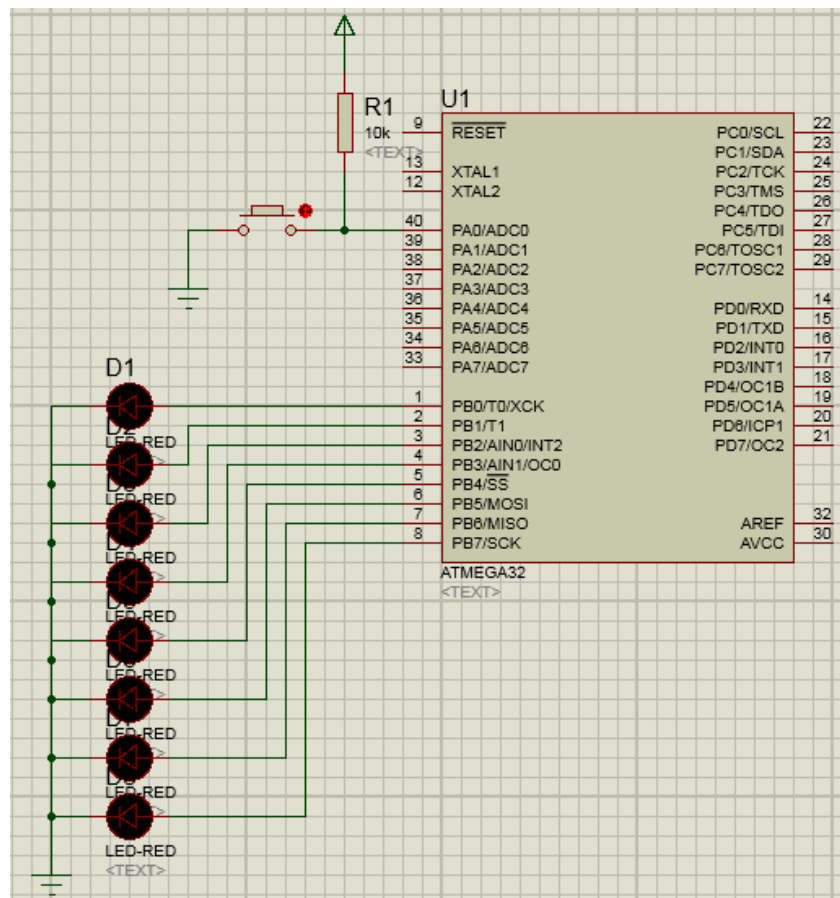 R1
10k
<TEXT>
U1
9
RESET
13
XTAL1
12
XTAL2
40
PA0/ADC0
39
PA1/ADC1
38
PA2/ADC2
37
PA3/ADC3
36
PA4/ADC4
35
PA5/ADC5
34
PA6/ADC6
33
PA7/ADC7
1
PB0/T0/XCK
2
PB1/T1
3
PB2/AIN0/INT2
4
PB3/AIN1/OC0
5
PB4/SS
6
PB5/MOSI
7
PB6/MISO
8
PB7/SCK
PC0/SCL
22
PC1/SDA
23
PC2/TCK
24
PC3/TMS
25
PC4/TDO
26
PC5/TDI
27
PC6/TOSC1
28
PC7/TOSC2
29
PD0/RXD
14
PD1/TXD
15
PD2/INT0
16
PD3/INT1
17
PD4/OC1B
18
PD5/OC1A
19
PD6/ICP1
20
PD7/OC2
21
AREF
32
AVCC
30
ATMEGA32
<TEXT>
D1
LED-RED
LED-RED
LED-RED
LED-RED
LED-RED
LED-RED
LED-RED
LED-RED
<TEXT>